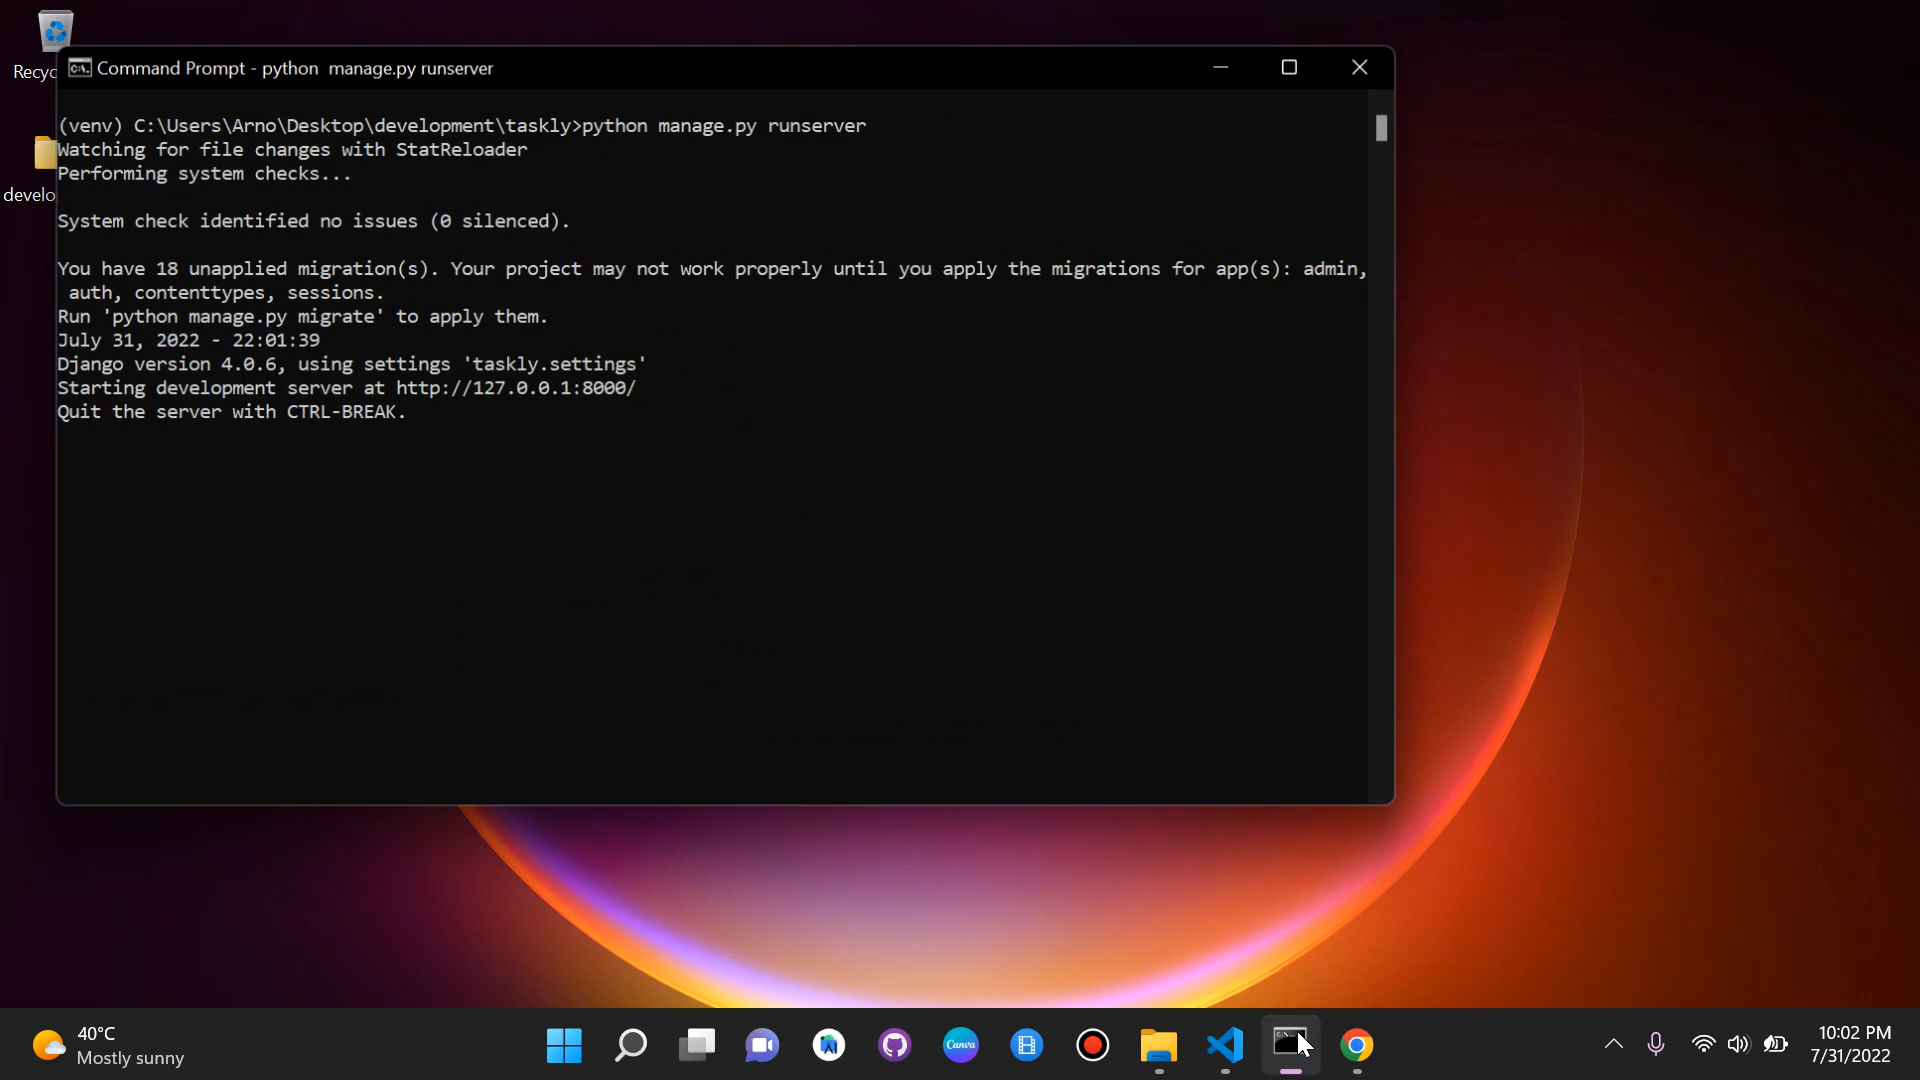 Recyc
develo
Command Prompt - python  manage.py runserver
(venv) C:\Users\Arno\Desktop\development\taskly>python manage.py runserver
Watching for file changes with StatReloader
Performing system checks...
System check identified no issues (0 silenced).
You have 18 unapplied migration(s). Your project may not work properly until you apply the migrations for app(s): admin,
auth, contenttypes, sessions.
Run 'python manage.py migrate' to apply them.
July 31, 2022 - 22:01:39
Django version 4.0.6, using settings 'taskly.settings'
Starting development server at http://127.0.0.1:8000/
Quit the server with CTRL-BREAK.
40°C
Mostly sunny
Canva
10:02 PM
7/31/2022